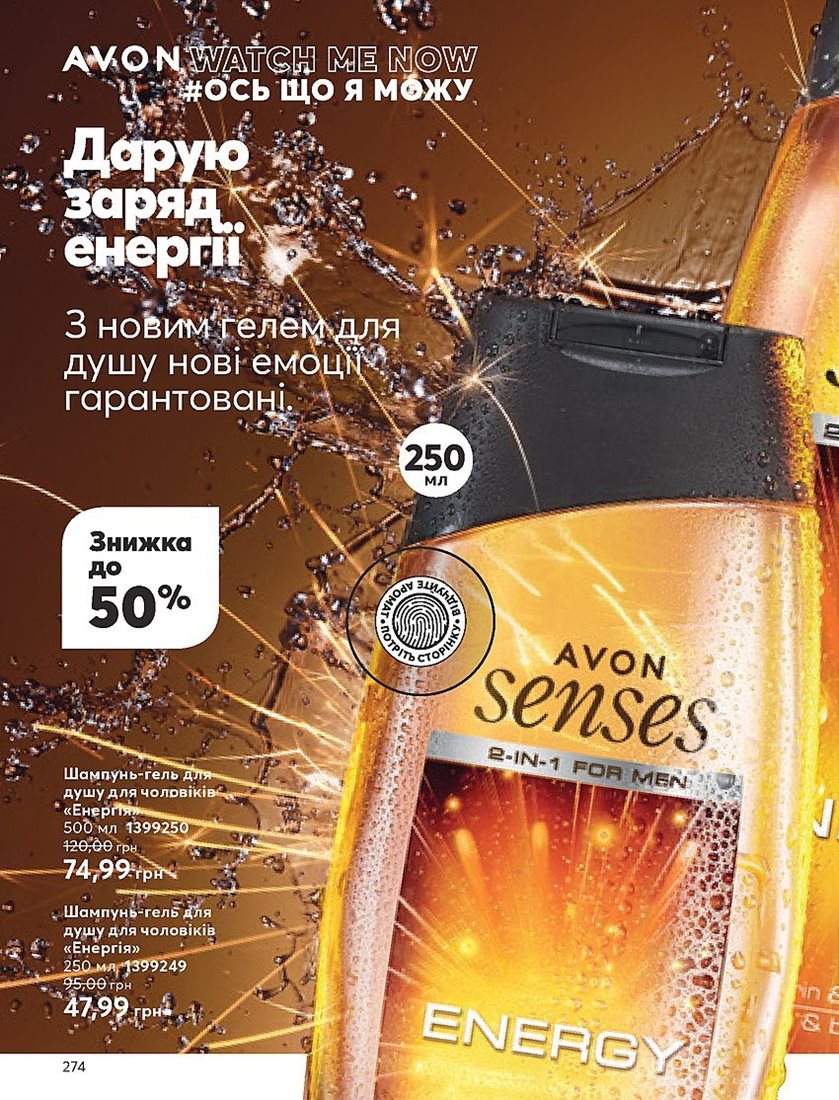 AVON WATCH ME NOW
#ОСЬ ЩО Я МОЖУ
Дарую
заряд
енергії
З новим гелем для
душу нові емоції
гарантовані.
250
мл
Знижка
до
50%
ВІДЧУЙТЕ АРОМАТ • ПОТРІТЬ СТОРІНКУ •
AVON
senses
2-IN-1 FOR MEN
ENERGY
Шампунь-гель для
душу для чоловіків
«Енергія»
500 мл 1399250
120,00 грн
74,99 грн
Шампунь-гель для
душу для чоловіків
«Енергія»
250 мл 1399249
95,00 грн
47,99 грн
274